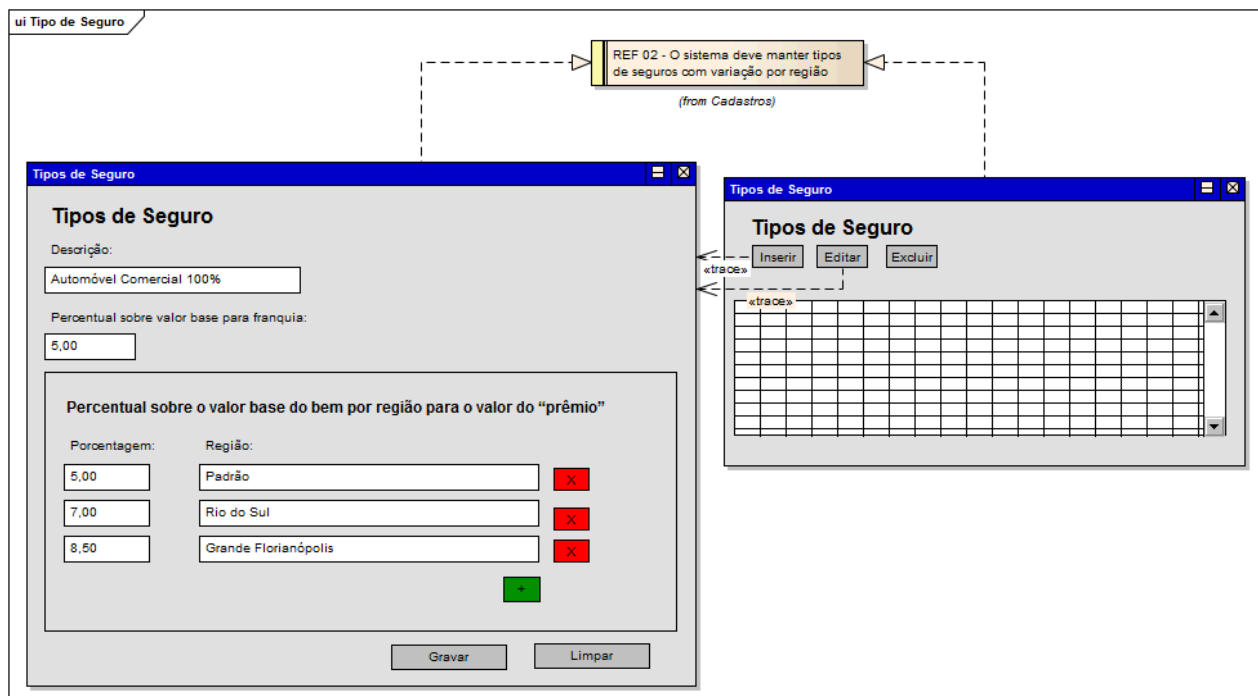 ui Tipo de Seguro
REF 02 - O sistema deve manter tipos
de seguros com variação por região
(from Cadastros)
Tipos de Seguro
Tipos de Seguro
Descrição:
Automóvel Comercial 100%
Percentual sobre valor base para franquia:
5,00
Percentual sobre o valor base do bem por região para o valor do “prêmio”
Porcentagem: Região:
5,00 Padrão X
7,00 Rio do Sul X
8,50 Grande Florianópolis X
+
Gravar Limpar
Tipos de Seguro
Tipos de Seguro
Inserir Editar Excluir
«trace»
«trace»